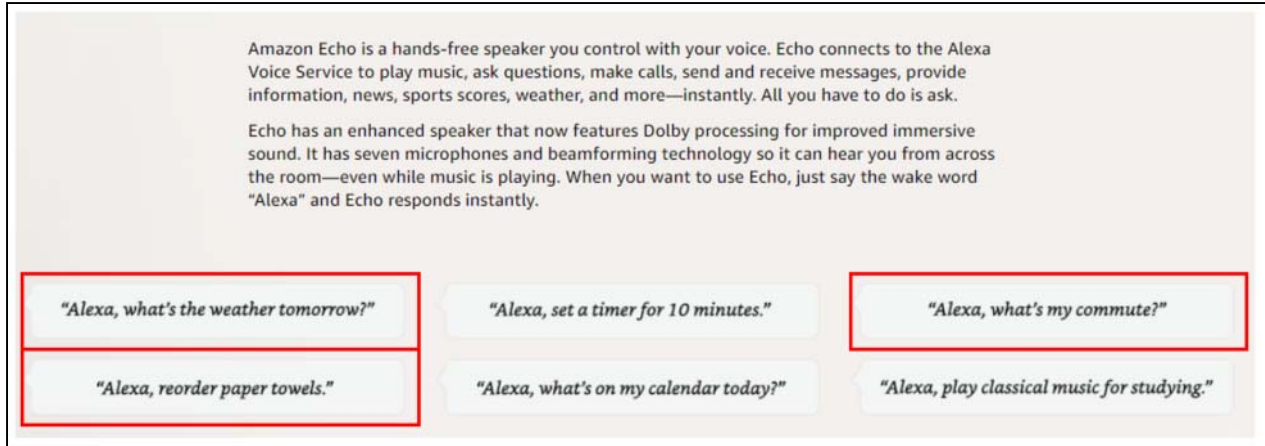 Amazon Echo is a hands-free speaker you control with your voice. Echo connects to the Alexa
Voice Service to play music, ask questions, make calls, send and receive messages, provide
information, news, sports scores, weather, and more—instantly. All you have to do is ask.
Echo has an enhanced speaker that now features Dolby processing for improved immersive
sound. It has seven microphones and beamforming technology so it can hear you from across
the room—even while music is playing. When you want to use Echo, just say the wake word
“Alexa” and Echo responds instantly.
“Alexa, what’s the weather tomorrow?”
“Alexa, set a timer for 10 minutes.”
“Alexa, what’s my commute?”
“Alexa, reorder paper towels.”
“Alexa, what’s on my calendar today?”
“Alexa, play classical music for studying.”